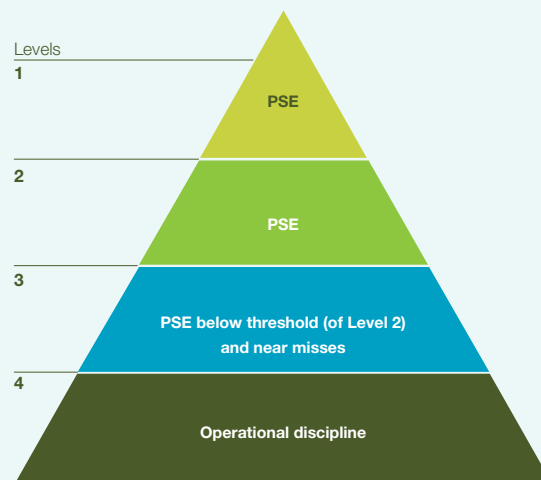 Levels
1
PSE
2
PSE
3
PSE below threshold (of Level 2)
and near misses
4
Operational discipline